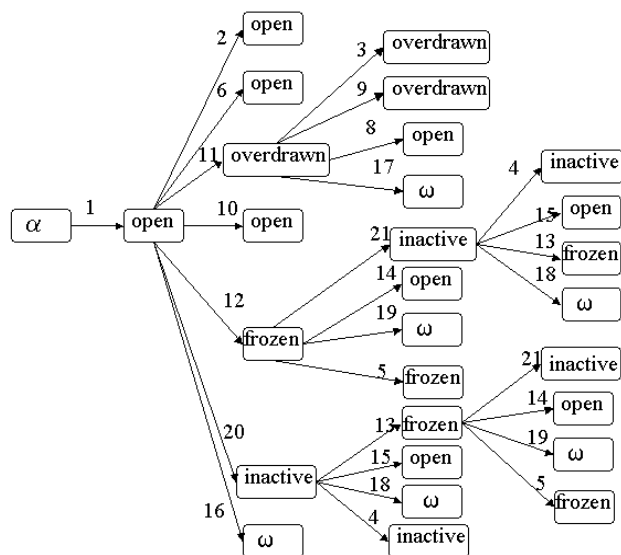 2 open
3 overdrawn
6 open
9 overdrawn
11 overdrawn
8 open
17 ω
4 inactive
α 1 open 10 open
15 open
21 inactive
13 frozen
14 open
18 ω
12 frozen
19 ω
5 frozen
21 inactive
13 frozen
14 open
20 inactive
15 open
19 ω
18 ω
5 frozen
16 ω
4 inactive